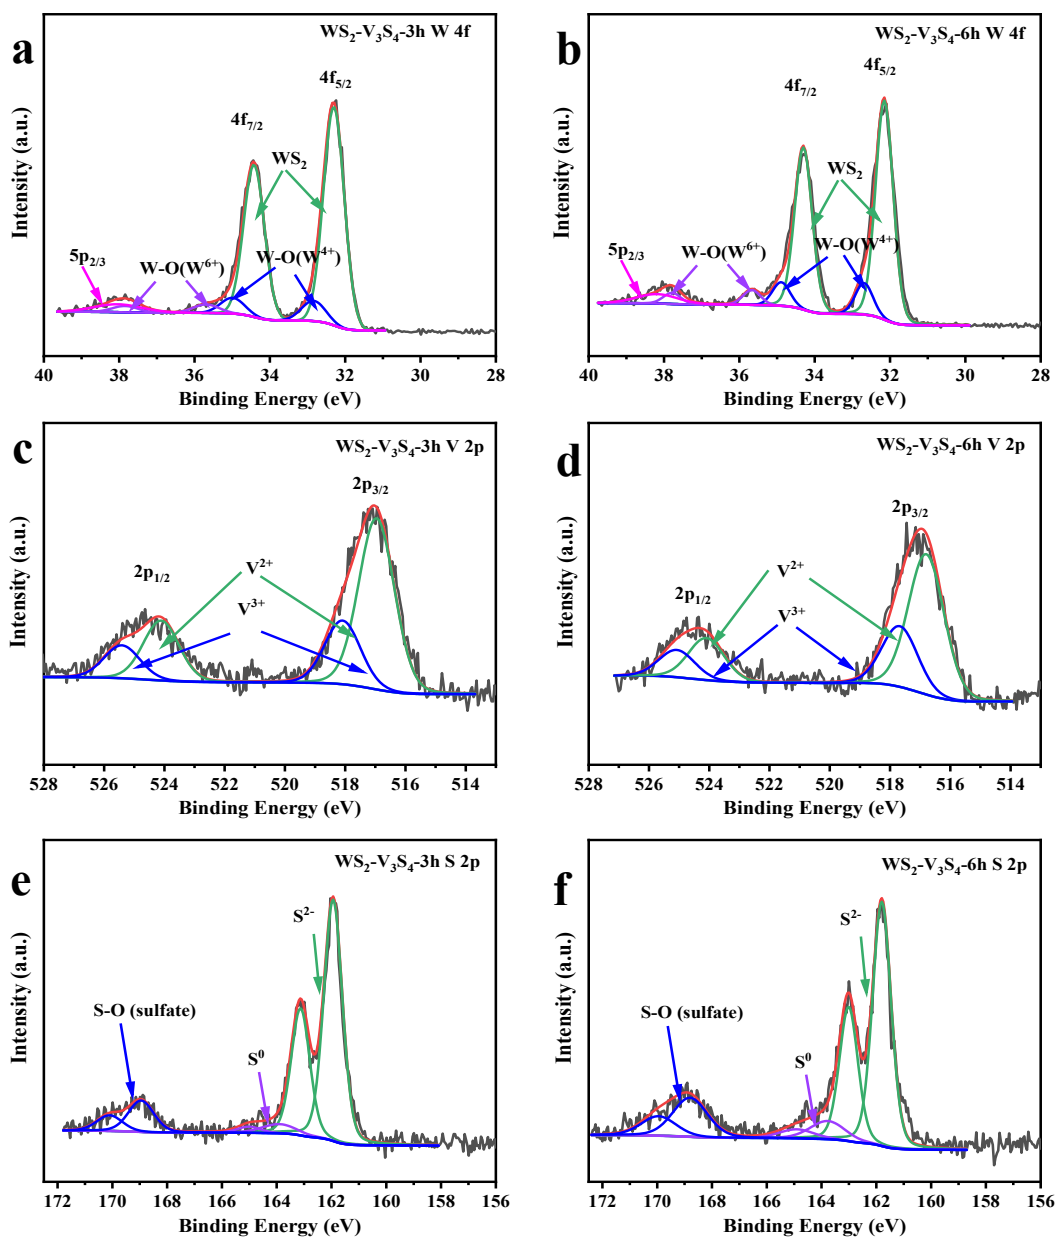 a
WS₂-V₃S₄-3h W 4f
4f₅/₂
4f₇/₂
WS₂
5p₂/₃
W-O(W⁶⁺)
W-O(W⁴⁺)
Intensity (a.u.)
40 38 36 34 32 30 28
Binding Energy (eV)
b
WS₂-V₃S₄-6h W 4f
4f₅/₂
4f₇/₂
WS₂
5p₂/₃
W-O(W⁶⁺)
W-O(W⁴⁺)
Intensity (a.u.)
40 38 36 34 32 30 28
Binding Energy (eV)
c
WS₂-V₃S₄-3h V 2p
2p₃/₂
2p₁/₂
V²⁺
V³⁺
Intensity (a.u.)
528 526 524 522 520 518 516 514
Binding Energy (eV)
d
WS₂-V₃S₄-6h V 2p
2p₃/₂
2p₁/₂
V²⁺
V³⁺
Intensity (a.u.)
528 526 524 522 520 518 516 514
Binding Energy (eV)
e
WS₂-V₃S₄-3h S 2p
S²⁻
S-O (sulfate)
S⁰
Intensity (a.u.)
172 170 168 166 164 162 160 158 156
Binding Energy (eV)
f
WS₂-V₃S₄-6h S 2p
S²⁻
S-O (sulfate)
S⁰
Intensity (a.u.)
172 170 168 166 164 162 160 158 156
Binding Energy (eV)